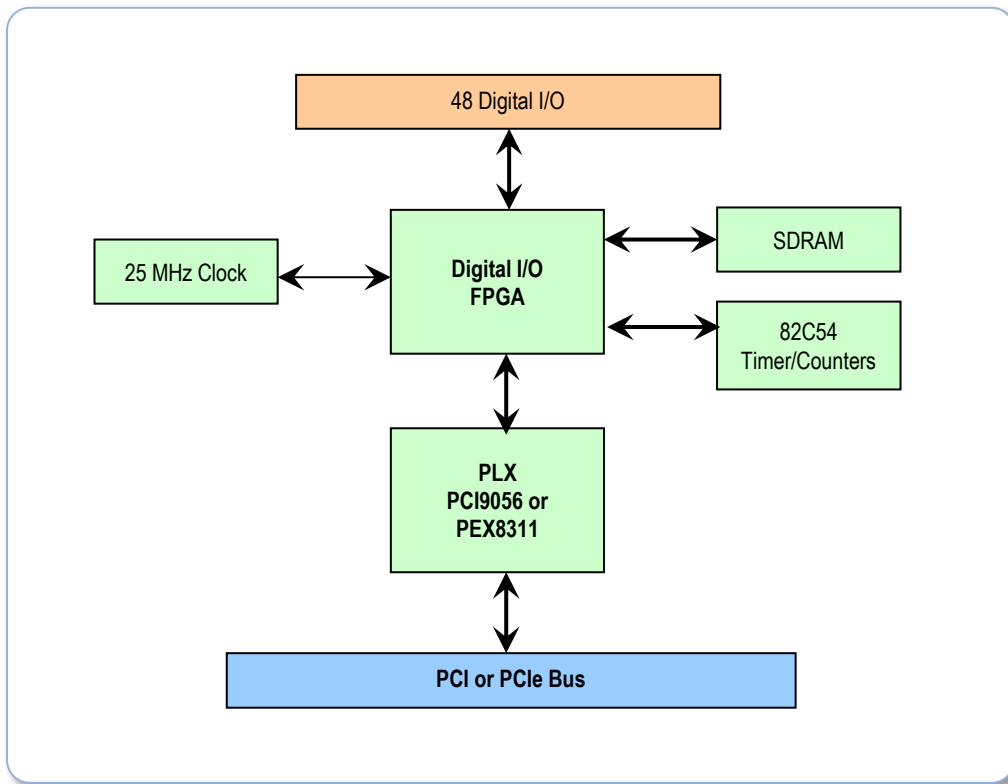 48 Digital I/O
Digital I/O
FPGA
SDRAM
25 MHz Clock
82C54
Timer/Counters
PLX
PCI9056 or
PEX8311
PCI or PCIe Bus